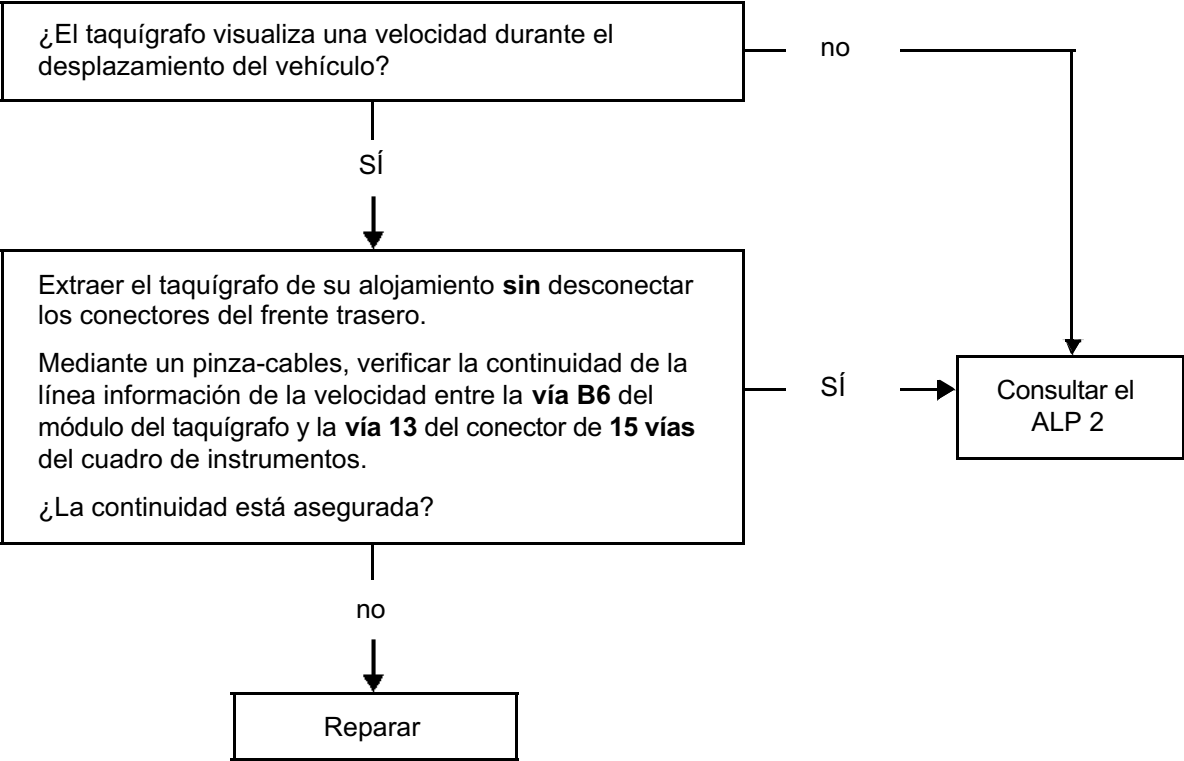 ¿El taquígrafo visualiza una velocidad durante el
desplazamiento del vehículo?
no
SÍ
Extraer el taquígrafo de su alojamiento sin desconectar
los conectores del frente trasero.
Mediante un pinza-cables, verificar la continuidad de la
línea información de la velocidad entre la vía B6 del
módulo del taquígrafo y la vía 13 del conector de 15 vías
del cuadro de instrumentos.
¿La continuidad está asegurada?
SÍ
Consultar el
ALP 2
no
Reparar